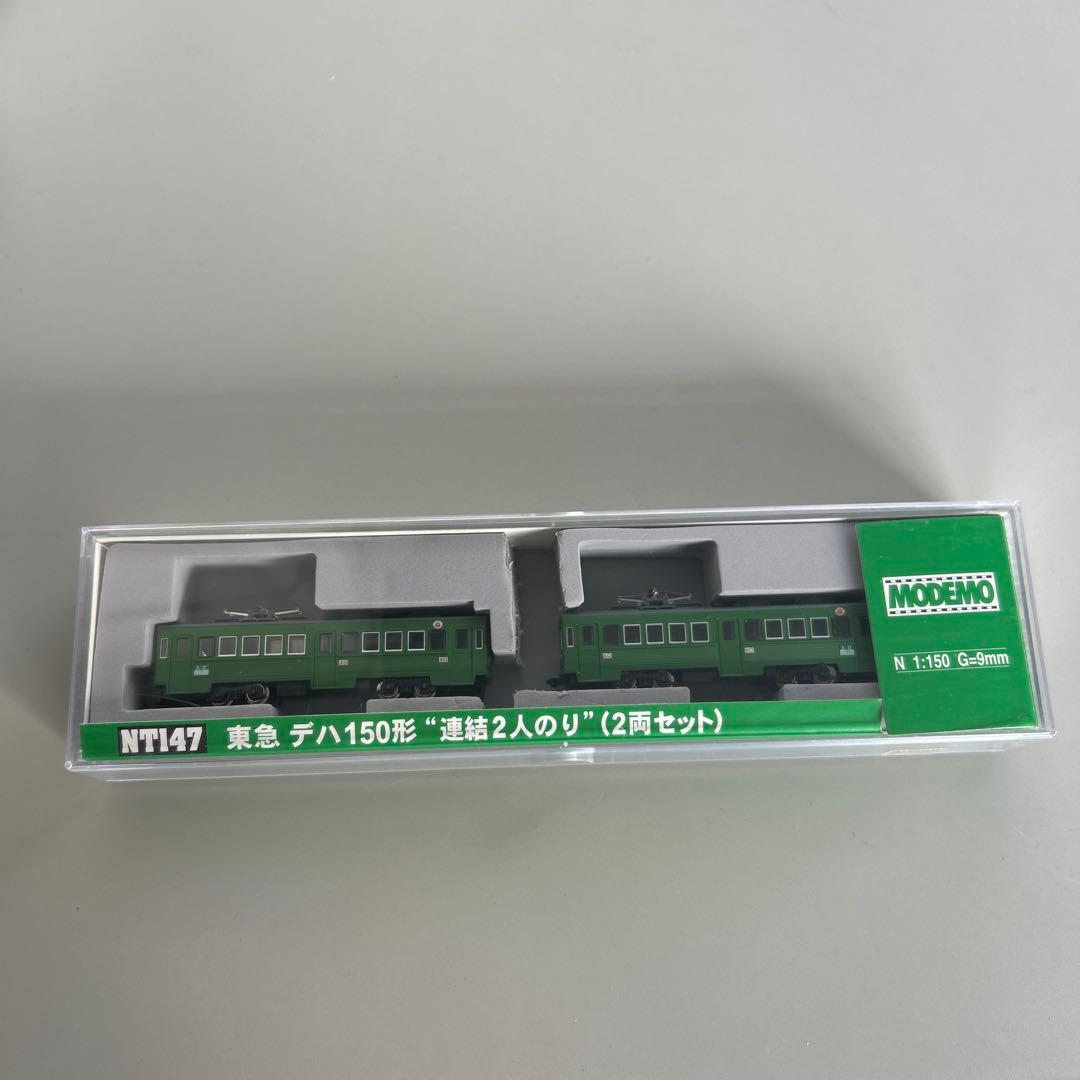 MODEMO
N 1:150 G=9mm
NT147 東急 デハ150形 “連結2人のり”(2両セット)